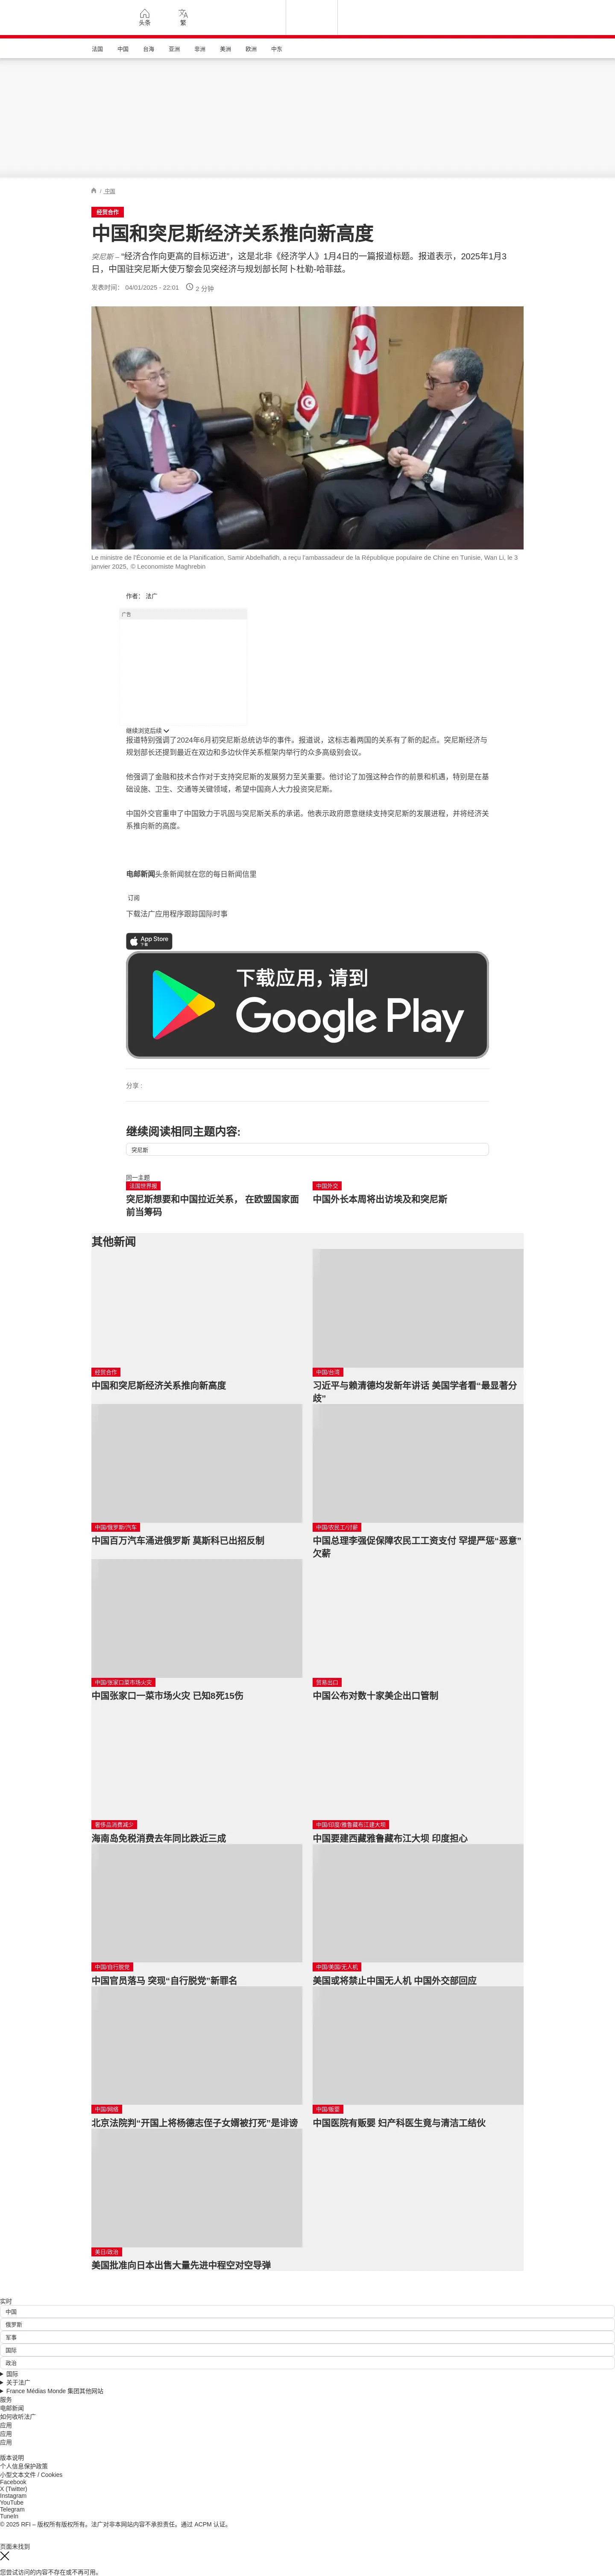 头条
繁
法国
中国
台海
亚洲
非洲
美洲
欧洲
中东
/ 中国
经贸合作
中国和突尼斯经济关系推向新高度
突尼斯 – “经济合作向更高的目标迈进”，这是北非《经济学人》1月4日的一篇报道标题。报道表示，2025年1月3
日，中国驻突尼斯大使万黎会见突经济与规划部长阿卜杜勒-哈菲兹。
发表时间： 04/01/2025 - 22:01
2 分钟
Le ministre de l'Économie et de la Planification, Samir Abdelhafidh, a reçu l'ambassadeur de la République populaire de Chine en Tunisie, Wan Li, le 3
janvier 2025, © Leconomiste Maghrebin
作者： 法广
广告
继续浏览后续
报道特别强调了2024年6月初突尼斯总统访华的事件。报道说，这标志着两国的关系有了新的起点。突尼斯经济与
规划部长还提到最近在双边和多边伙伴关系框架内举行的众多高级别会议。
他强调了金融和技术合作对于支持突尼斯的发展努力至关重要。他讨论了加强这种合作的前景和机遇，特别是在基
础设施、卫生、交通等关键领域，希望中国商人大力投资突尼斯。
中国外交官重申了中国致力于巩固与突尼斯关系的承诺。他表示政府愿意继续支持突尼斯的发展进程，并将经济关
系推向新的高度。
电邮新闻头条新闻就在您的每日新闻信里
订阅
下载法广应用程序跟踪国际时事
App Store
下载
下载应用，请到
Google Play
分享 :
继续阅读相同主题内容:
突尼斯
同一主题
法国世界报
突尼斯想要和中国拉近关系， 在欧盟国家面
前当筹码
中国外交
中国外长本周将出访埃及和突尼斯
其他新闻
经贸合作
中国和突尼斯经济关系推向新高度
中国/台湾
习近平与赖清德均发新年讲话 美国学者看“最显著分
歧”
中国/俄罗斯/汽车
中国百万汽车涌进俄罗斯 莫斯科已出招反制
中国/农民工/讨薪
中国总理李强促保障农民工工资支付 罕提严惩“恶意”
欠薪
中国/张家口菜市场火灾
中国张家口一菜市场火灾 已知8死15伤
贸易出口
中国公布对数十家美企出口管制
奢侈品消费减少
海南岛免税消费去年同比跌近三成
中国/印度/雅鲁藏布江建大坝
中国要建西藏雅鲁藏布江大坝 印度担心
中国/自行脱党
中国官员落马 突现“自行脱党”新罪名
中国/美国/无人机
美国或将禁止中国无人机 中国外交部回应
中国/网络
北京法院判“开国上将杨德志侄子女婿被打死”是诽谤
中国/贩婴
中国医院有贩婴 妇产科医生竟与清洁工结伙
美日/政治
美国批准向日本出售大量先进中程空对空导弹
实时
中国
俄罗斯
军事
国际
政治
国际
关于法广
France Médias Monde 集团其他网站
服务
电邮新闻
如何收听法广
应用
应用
应用
版本说明
个人信息保护政策
小型文本文件 / Cookies
Facebook
X (Twitter)
Instagram
YouTube
Telegram
TuneIn
© 2025 RFI – 版权所有版权所有。法广对非本网站内容不承担责任。通过 ACPM 认证。
页面未找到
您尝试访问的内容不存在或不再可用。